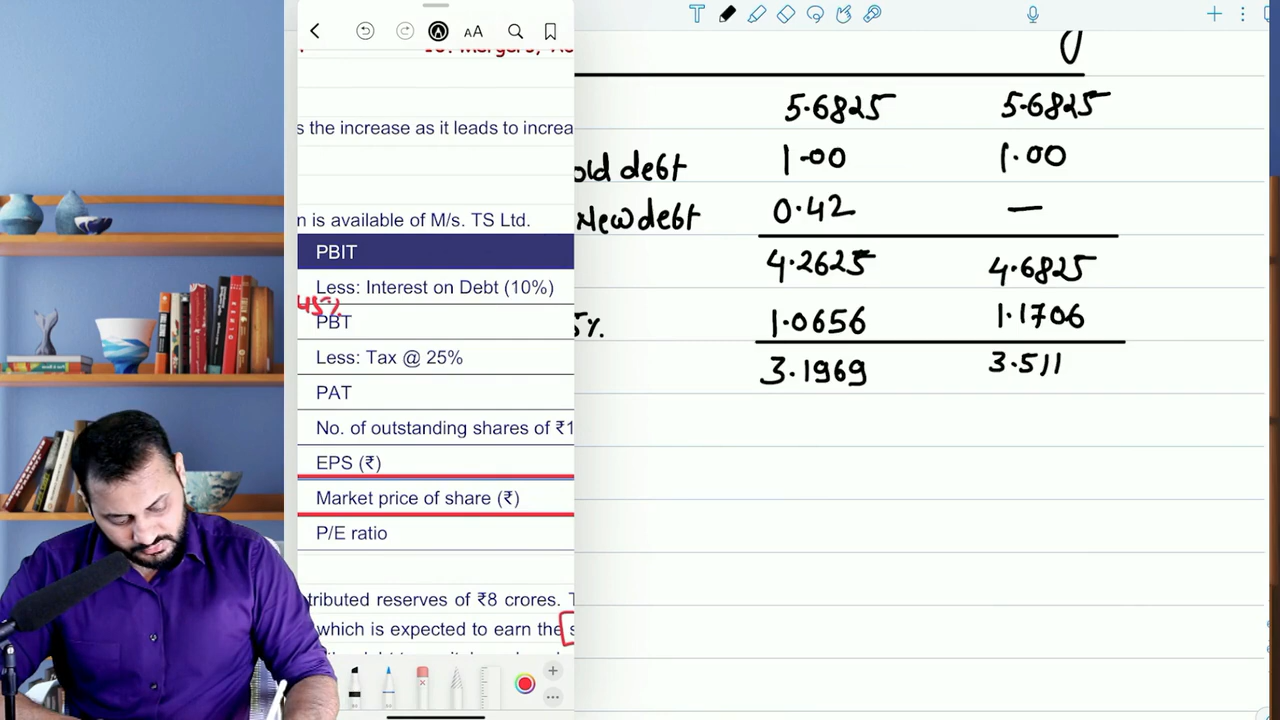 AA
10. Mergers,
s the increase as it leads to increa
n is available of M/s. TS Ltd.
PBIT
Less: Interest on Debt (10%)
45%
PBT
Less: Tax @ 25%
PAT
No. of outstanding shares of ₹1
EPS (₹)
Market price of share (₹)
P/E ratio
tributed reserves of ₹8 crores. T
which is expected to earn the s
5.6825 5.6825
old debt 1.00 1.00
New debt 0.42 —
4.2625 4.6825
5% 1.0656 1.1706
3.1969 3.511